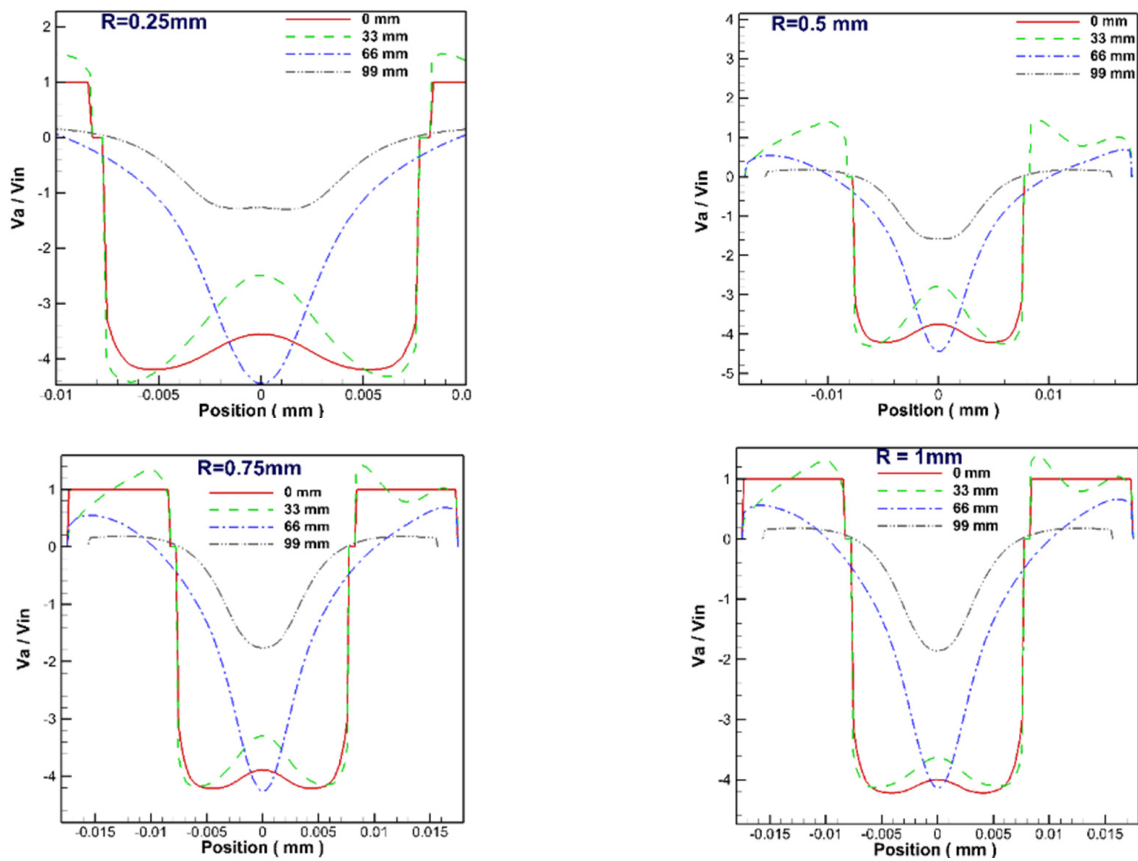 R=0.25mm
0 mm
33 mm
66 mm
99 mm
Va / Vin
2
1
0
-1
-2
-3
-4
-0.01
-0.005
0
0.005
0.0
Position ( mm )
R=0.5 mm
0 mm
33 mm
66 mm
99 mm
Va / Vin
4
3
2
1
0
-1
-2
-3
-4
-5
-0.01
0
0.01
Position ( mm )
R=0.75mm
0 mm
33 mm
66 mm
99 mm
Va / Vin
1
0
-1
-2
-3
-4
-0.015
-0.01
-0.005
0
0.005
0.01
0.015
Position ( mm )
R = 1mm
0 mm
33 mm
66 mm
99 mm
Va / Vin
1
0
-1
-2
-3
-4
-0.015
-0.01
-0.005
0
0.005
0.01
0.015
Position ( mm )